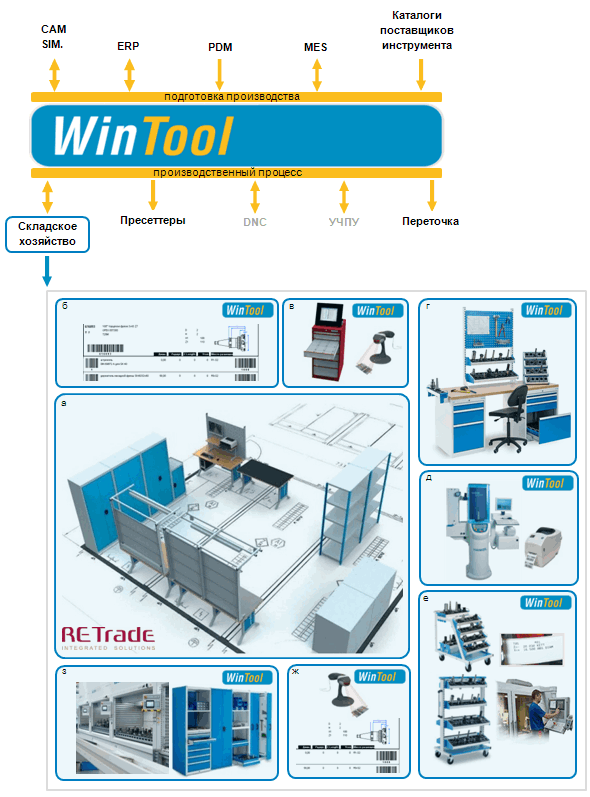 Каталоги
CAM
поставщиков
SIM.
ERP
PDM
MES
инструмента
подготовка производства
WinTool
производственный процесс
Складское
хозяйство
Пресеттеры
DNC
УЧПУ
Переточка
б
WinTool
в
WinTool
г
WinTool
а
д
WinTool
е
WinTool
RETrade
INTEGRATED SOLUTIONS
з
WinTool
ж
WinTool